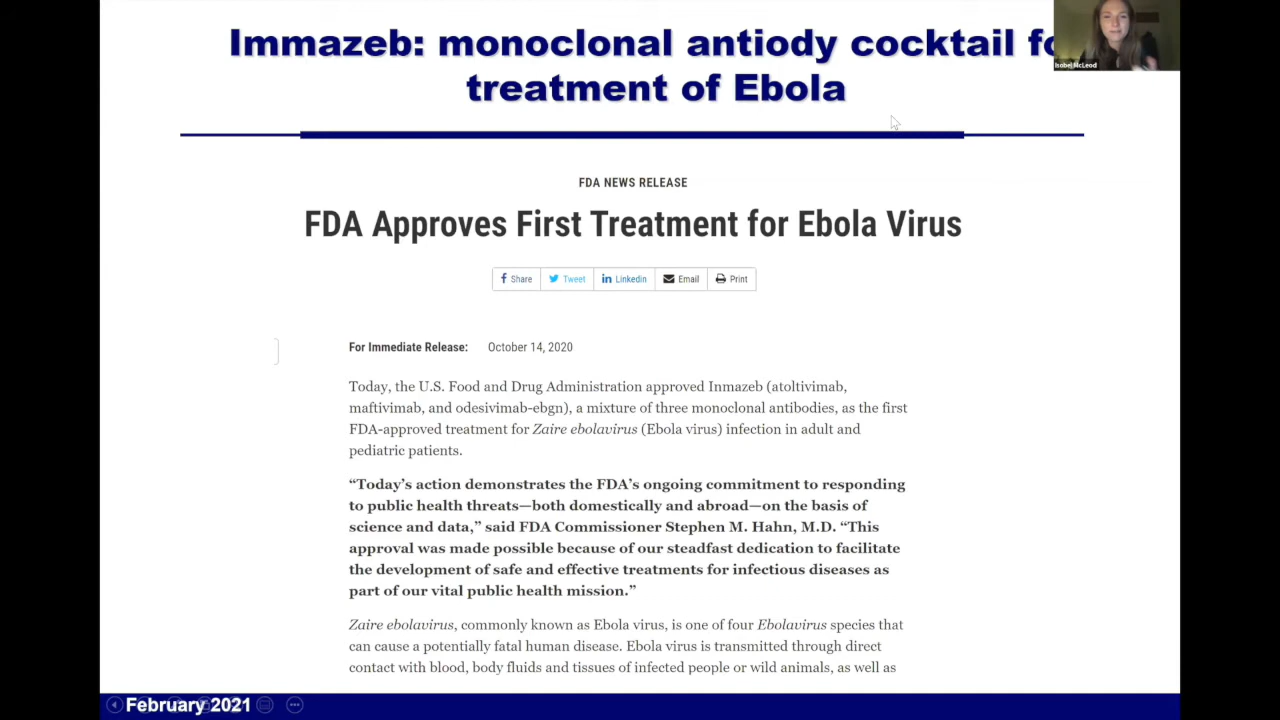 Immazeb: monoclonal antiody cocktail fo
treatment of Ebola
Isobel McLeod
FDA NEWS RELEASE
FDA Approves First Treatment for Ebola Virus
Share Tweet Linkedin Email Print
For Immediate Release: October 14, 2020
Today, the U.S. Food and Drug Administration approved Inmazeb (atoltivimab,
maftivimab, and odesivimab-ebgn), a mixture of three monoclonal antibodies, as the first
FDA-approved treatment for Zaire ebolavirus (Ebola virus) infection in adult and
pediatric patients.
“Today’s action demonstrates the FDA’s ongoing commitment to responding
to public health threats—both domestically and abroad—on the basis of
science and data,” said FDA Commissioner Stephen M. Hahn, M.D. “This
approval was made possible because of our steadfast dedication to facilitate
the development of safe and effective treatments for infectious diseases as
part of our vital public health mission.”
Zaire ebolavirus, commonly known as Ebola virus, is one of four Ebolavirus species that
can cause a potentially fatal human disease. Ebola virus is transmitted through direct
contact with blood, body fluids and tissues of infected people or wild animals, as well as
February 2021